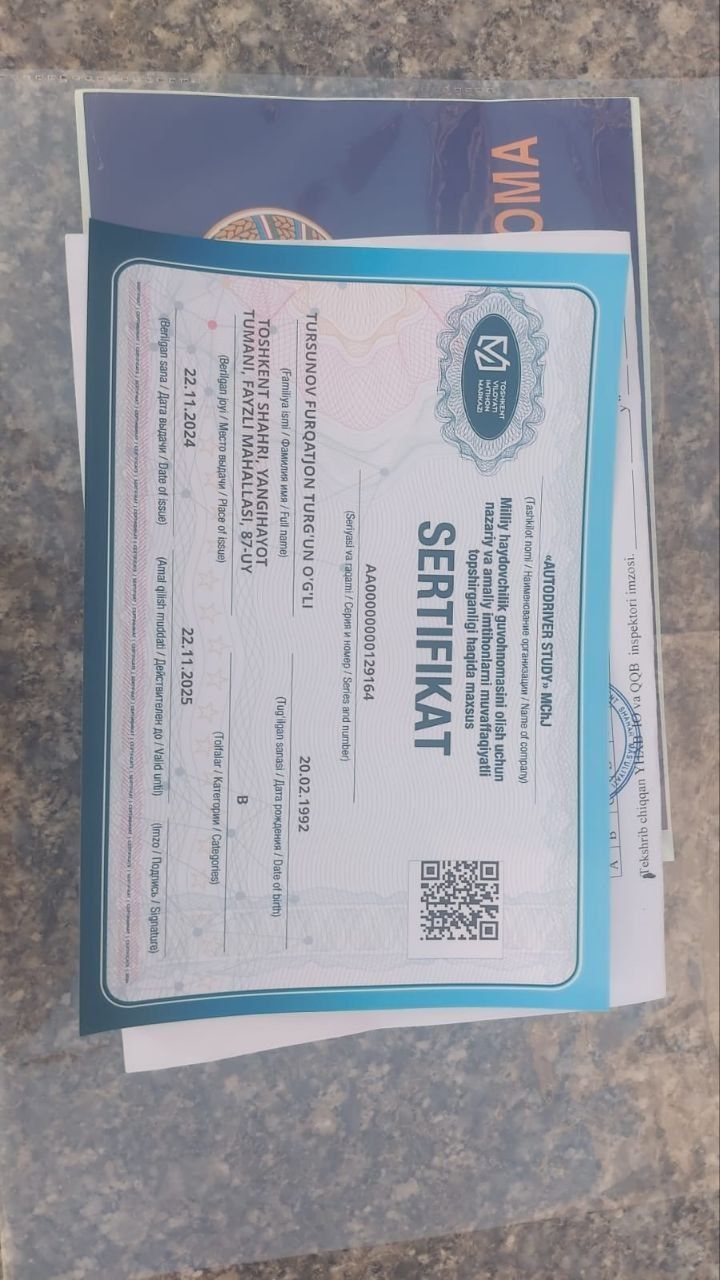 OMA
TOSHKENT
VILOYATI
IMTIHON
MARKAZI
«AUTODRIVER STUDY» MChJ
(Tashkilot nomi / Наименование организации / Name of company)
Milliy haydovchilik guvohnomasini olish uchun
nazariy va amaliy imtihonlarni muvaffaqiyatli
topshirganligi haqida maxsus
SERTIFIKAT
AA00000000129164
(Seriyasi va raqami / Серия и номер / Series and number)
TURSUNOV FURQATJON TURG'UN O'G'LI
20.02.1992
(Familiya ismi / Фамилия имя / Full name)
(Tug'ilgan sanasi / Дата рождения / Date of birth)
TOSHKENT SHAHRI, YANGIHAYOT
TUMANI, FAYZLI MAHALLASI, 87-UY
B
(Berilgan joyi / Место выдачи / Place of issue)
(Toifalar / Категории / Categories)
22.11.2024
22.11.2025
(Berilgan sana / Дата выдачи / Date of issue)
(Amal qilish muddati / Действителен до / Valid until)
(Imzo / Подпись / Signature)
Tekshrib chiqqan YHXB IO va QQB inspektori imzosi.
A B